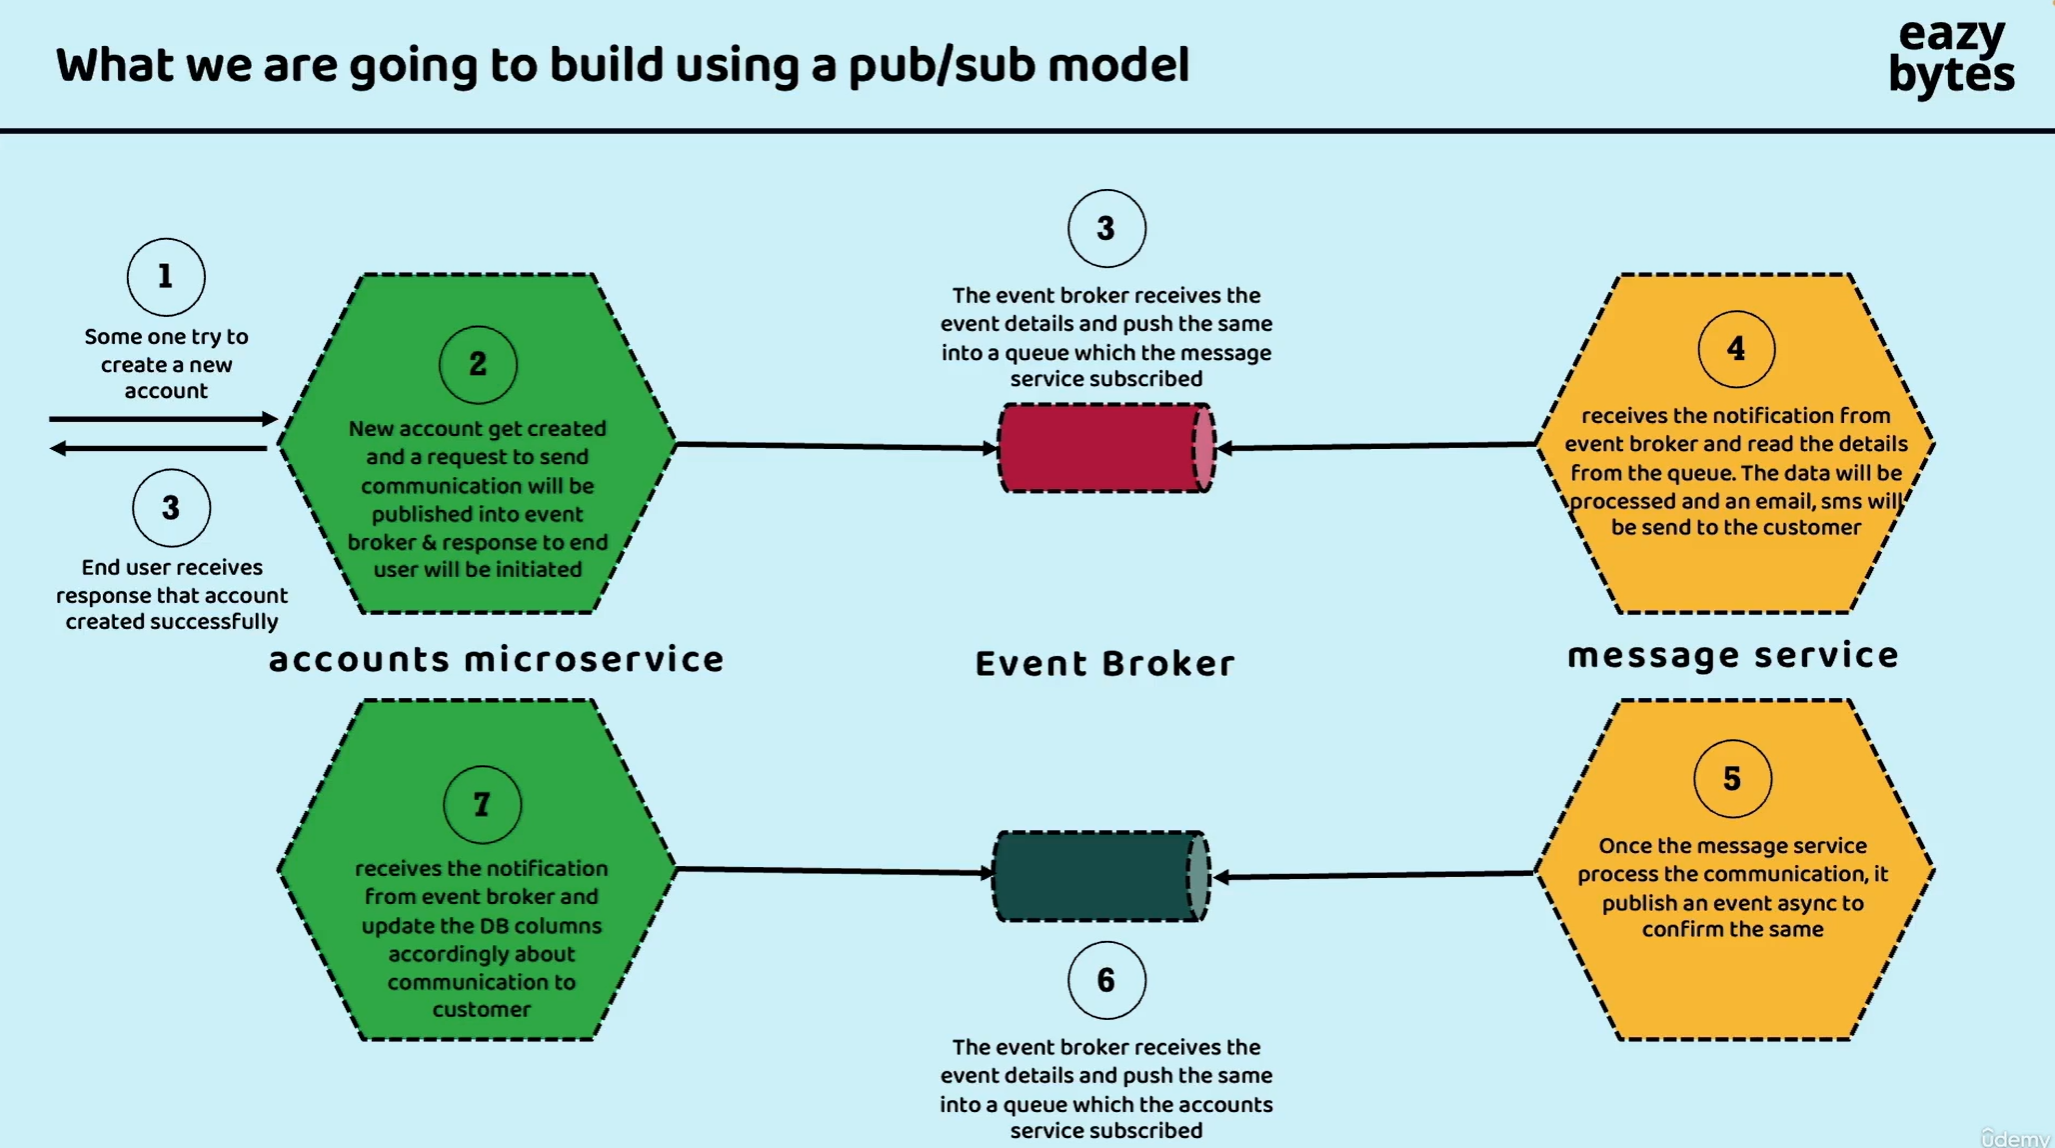 What we are going to build using a pub/sub model
eazy
bytes
1
Some one try to
create a new
account
3
End user receives
response that account
created successfully
2
New account get created
and a request to send
communication will be
published into event
broker & response to end
user will be initiated
accounts microservice
3
The event broker receives the
event details and push the same
into a queue which the message
service subscribed
Event Broker
4
receives the notification from
event broker and read the details
from the queue. The data will be
processed and an email, sms will
be send to the customer
message service
5
Once the message service
process the communication, it
publish an event async to
confirm the same
6
The event broker receives the
event details and push the same
into a queue which the accounts
service subscribed
7
receives the notification
from event broker and
update the DB columns
accordingly about
communication to
customer
ûdemy